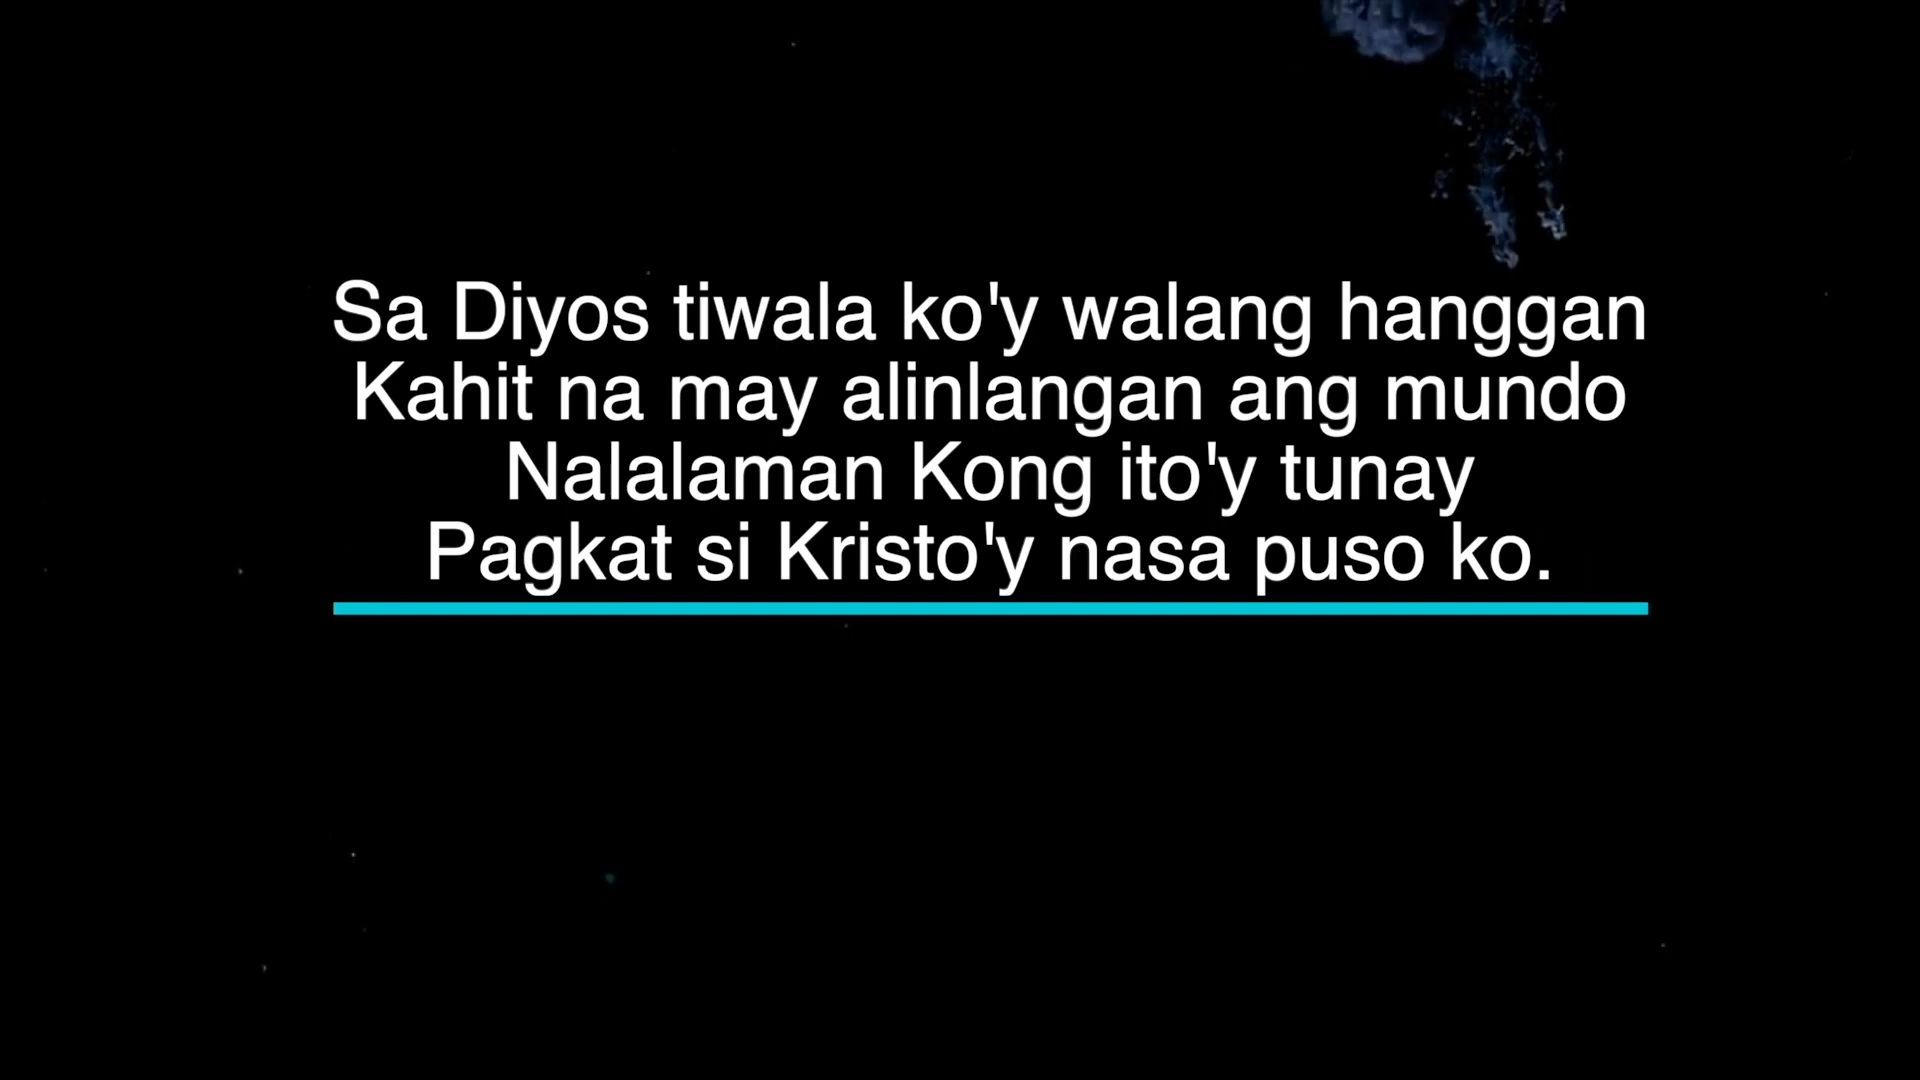 Sa Diyos tiwala ko'y walang hanggan
Kahit na may alinlangan ang mundo
Nalalaman Kong ito'y tunay
Pagkat si Kristo'y nasa puso ko.